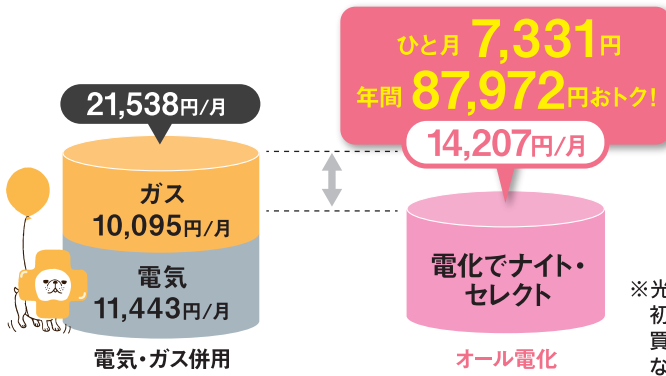 ひと月 7,331円
年間 87,972円おトク!
21,538円/月
14,207円/月
ガス
10,095円/月
電気
11,443円/月
電化でナイト・
セレクト
電気・ガス併用
オール電化
※光
初
買
な